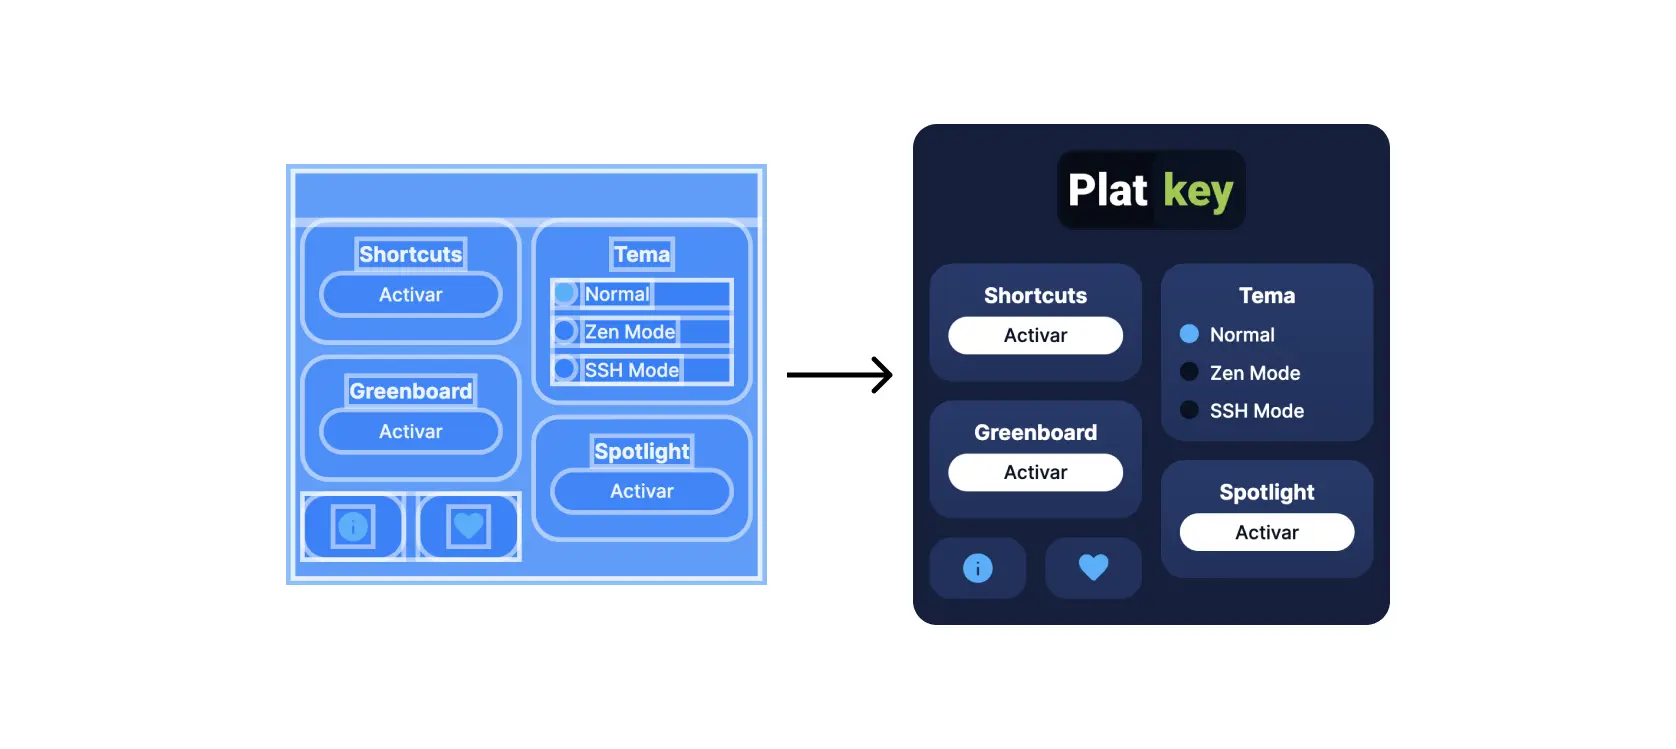 Shortcuts
Activar
Greenboard
Activar
Tema
Normal
Zen Mode
SSH Mode
Spotlight
Activar
Plat key
Shortcuts
Activar
Greenboard
Activar
Tema
Normal
Zen Mode
SSH Mode
Spotlight
Activar